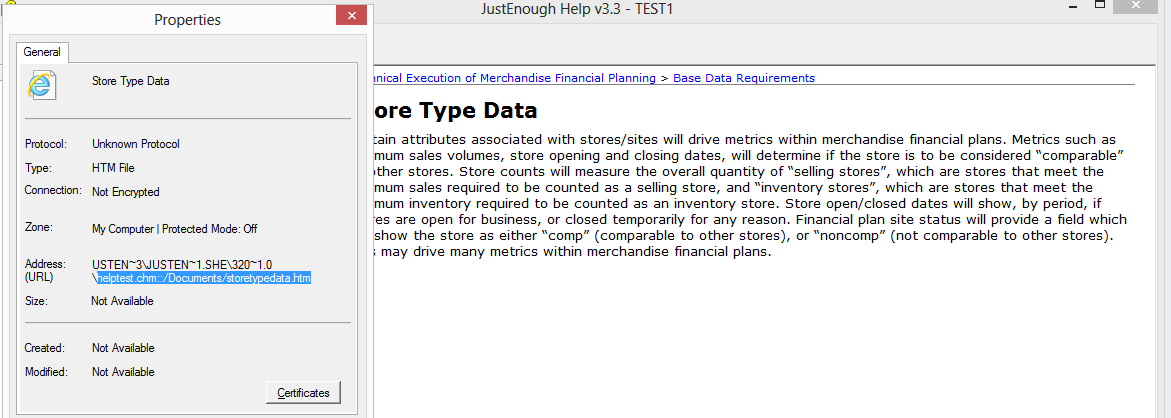 JustEnough Help v3.3 - TEST1
Properties
General
Store Type Data
Protocol: Unknown Protocol
Type: HTM File
Connection: Not Encrypted
Zone: My Computer | Protected Mode: Off
Address: USTEN~3\JUSTEN~1.SHE\320~1.0
(URL) \helptest.chm::/Documents/storetypedata.htm
Size: Not Available
Created: Not Available
Modified: Not Available
Certificates
nical Execution of Merchandise Financial Planning > Base Data Requirements
ore Type Data
tain attributes associated with stores/sites will drive metrics within merchandise financial plans. Metrics such as
mum sales volumes, store opening and closing dates, will determine if the store is to be considered “comparable”
other stores. Store counts will measure the overall quantity of “selling stores”, which are stores that meet the
mum sales required to be counted as a selling store, and “inventory stores”, which are stores that meet the
mum inventory required to be counted as an inventory store. Store open/closed dates will show, by period, if
res are open for business, or closed temporarily for any reason. Financial plan site status will provide a field which
show the store as either “comp” (comparable to other stores), or “noncomp” (not comparable to other stores).
s may drive many metrics within merchandise financial plans.